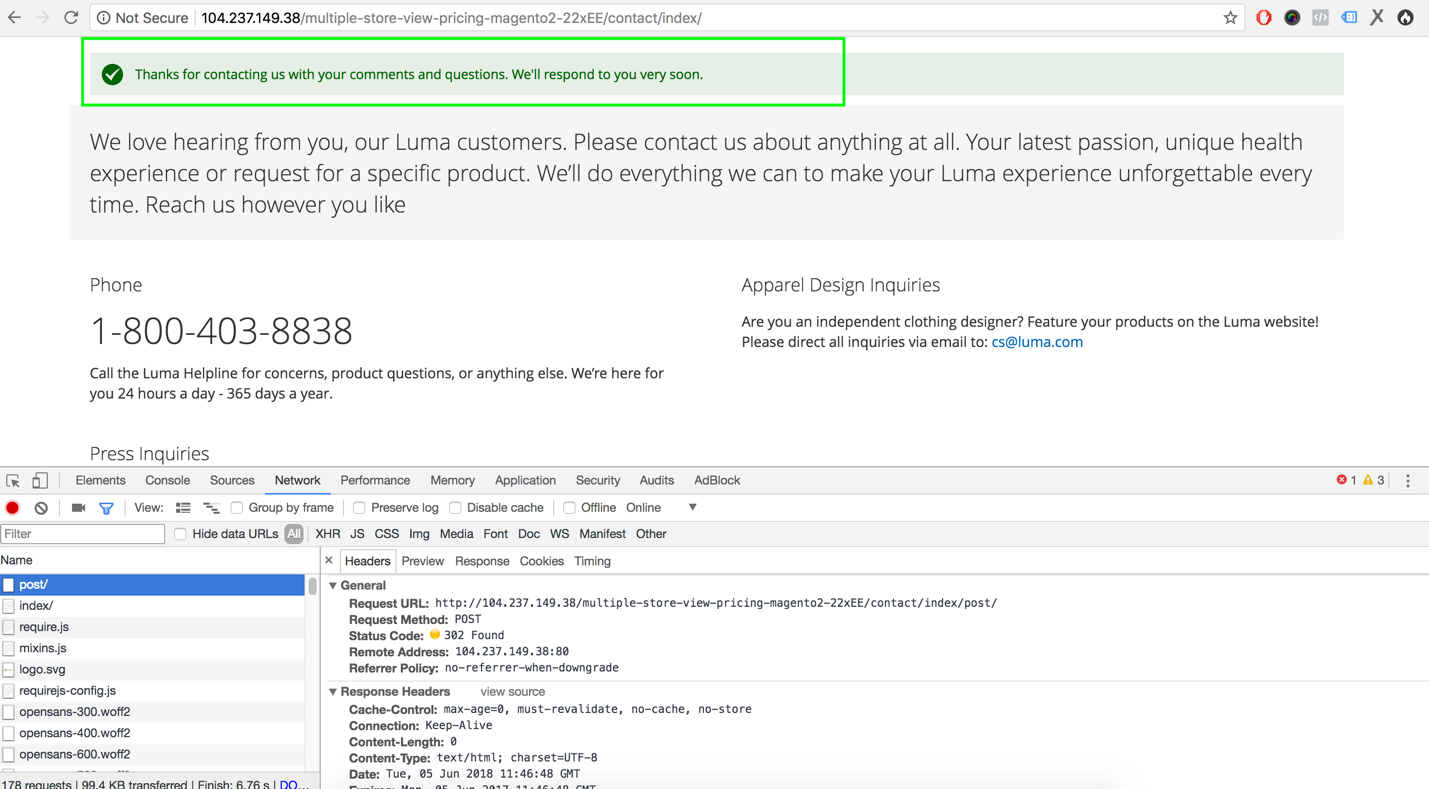 Not Secure 104.237.149.38/multiple-store-view-pricing-magento2-22xEE/contact/index/
Thanks for contacting us with your comments and questions. We'll respond to you very soon.
We love hearing from you, our Luma customers. Please contact us about anything at all. Your latest passion, unique health
experience or request for a specific product. We’ll do everything we can to make your Luma experience unforgettable every
time. Reach us however you like
Phone
1-800-403-8838
Call the Luma Helpline for concerns, product questions, or anything else. We’re here for
you 24 hours a day - 365 days a year.
Press Inquiries
Apparel Design Inquiries
Are you an independent clothing designer? Feature your products on the Luma website!
Please direct all inquiries via email to: cs@luma.com
Elements Console Sources Network Performance Memory Application Security Audits AdBlock 1 3
View: Group by frame Preserve log Disable cache Offline Online
Filter Hide data URLs All XHR JS CSS Img Media Font Doc WS Manifest Other
Name
post/
index/
require.js
mixins.js
logo.svg
requirejs-config.js
opensans-300.woff2
opensans-400.woff2
opensans-600.woff2
178 requests | 99.4 KB transferred | Finish: 6.76 s | DO...
Headers Preview Response Cookies Timing
General
Request URL: http://104.237.149.38/multiple-store-view-pricing-magento2-22xEE/contact/index/post/
Request Method: POST
Status Code: 302 Found
Remote Address: 104.237.149.38:80
Referrer Policy: no-referrer-when-downgrade
Response Headers view source
Cache-Control: max-age=0, must-revalidate, no-cache, no-store
Connection: Keep-Alive
Content-Length: 0
Content-Type: text/html; charset=UTF-8
Date: Tue, 05 Jun 2018 11:46:48 GMT
Expires: Mon, 05 Jun 2017 11:46:48 GMT